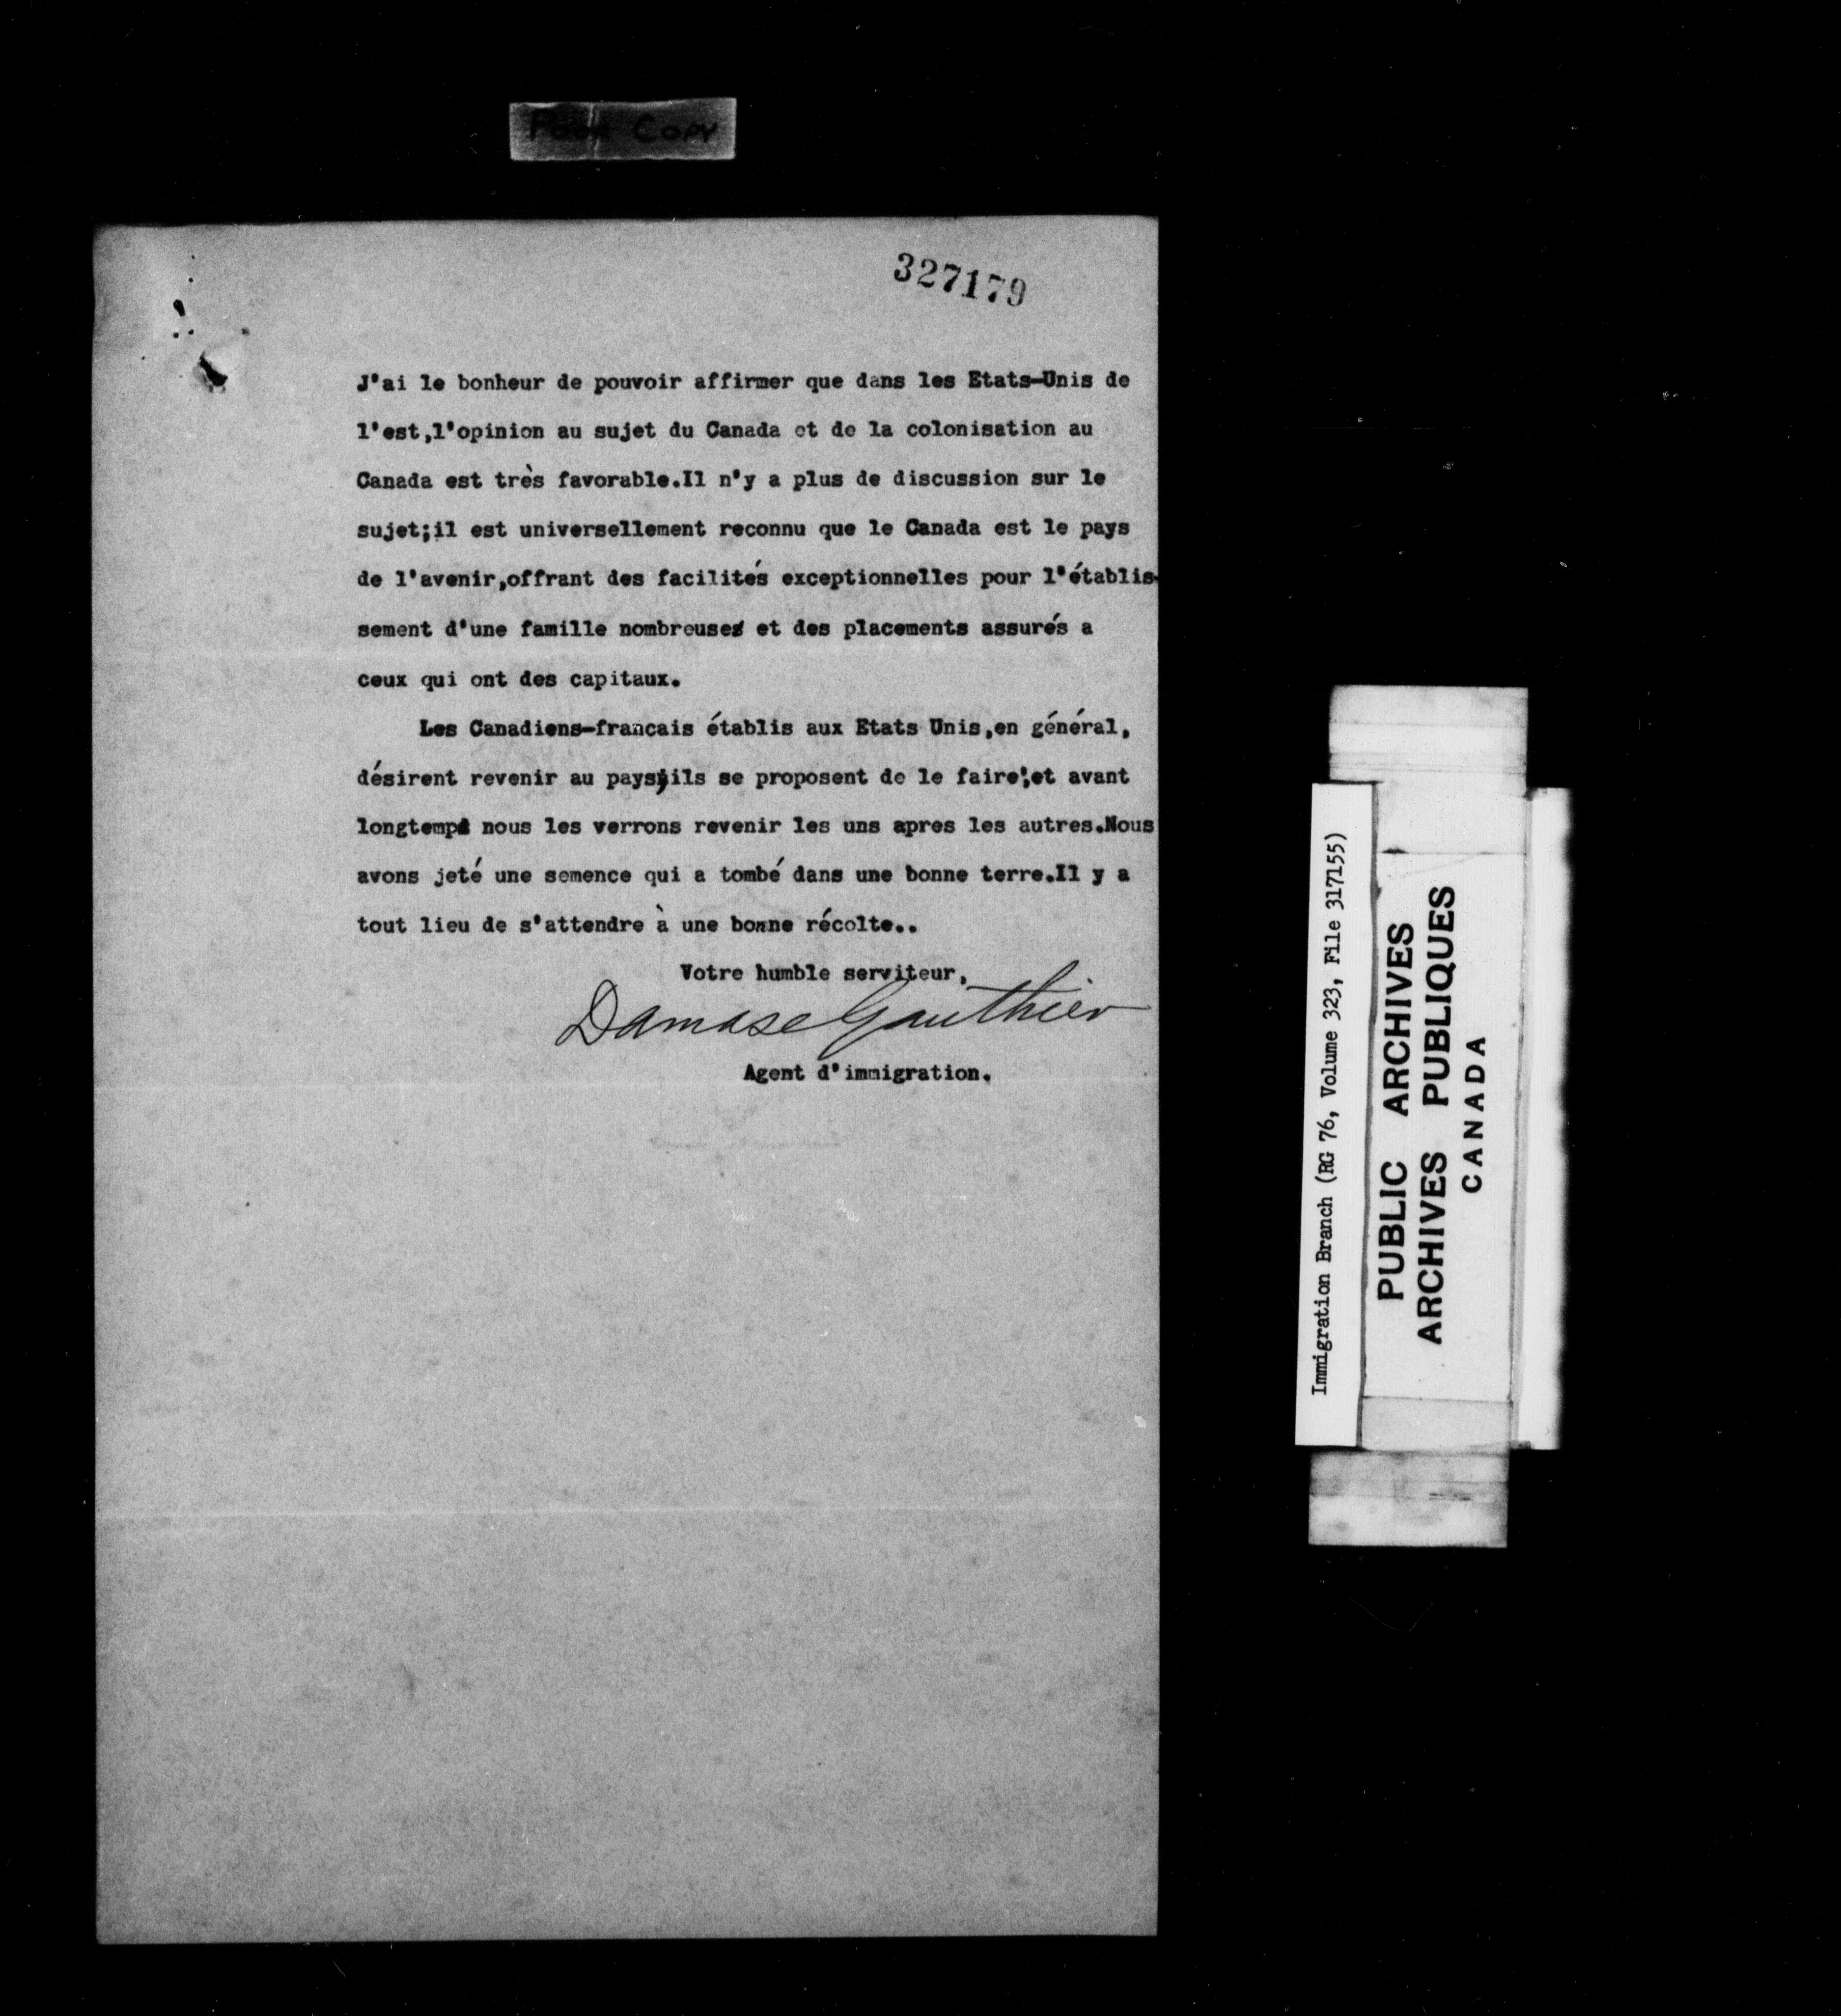 Poor Copy
327179
J'ai le bonheur de pouvoir affirmer que dans les Etats-Unis de
l'est,l'opinion au sujet du Canada et de la colonisation au
Canada est très favorable.Il n'y a plus de discussion sur le
sujet;il est universellement reconnu que le Canada est le pays
de l'avenir,offrant des facilités exceptionnelles pour l'établis-
sement d'une famille nombreuse et des placements assurés a
ceux qui ont des capitaux.
Les Canadiens-francais établis aux Etats Unis,en général,
désirent revenir au pays;ils se proposent de le faire;et avant
longtemps nous les verrons revenir les uns apres les autres.Nous
avons jeté une semence qui a tombé dans une bonne terre.Il y a
tout lieu de s'attendre à une bonne récolte..
Votre humble serviteur,
Damase Gauthier
Agent d'immigration.
Immigration Branch (RG 76, Volume 323, File 317155)
PUBLIC ARCHIVES
ARCHIVES PUBLIQUES
CANADA